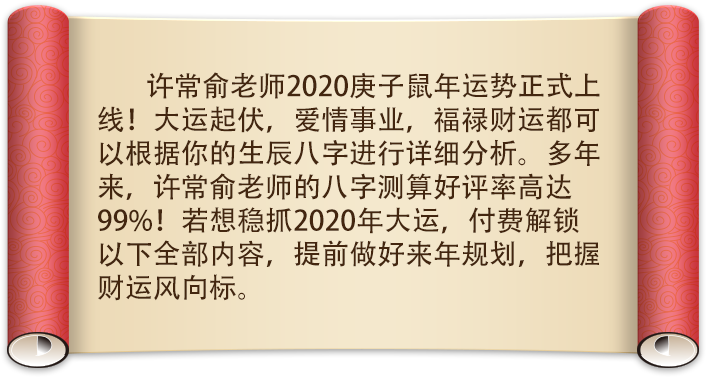 许常俞老师2020庚子鼠年运势正式上
线！大运起伏，爱情事业，福禄财运都可
以根据你的生辰八字进行详细分析。多年
来，许常俞老师的八字测算好评率高达
99%！若想稳抓2020年大运，付费解锁
以下全部内容，提前做好来年规划，把握
财运风向标。